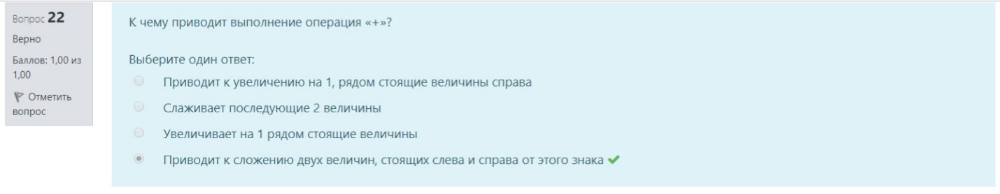 Вопрос 22
Верно
Баллов: 1,00 из
1,00
Отметить
вопрос
К чему приводит выполнение операция «+»?
Выберите один ответ:
Приводит к увеличению на 1, рядом стоящие величины справа
Слаживает последующие 2 величины
Увеличивает на 1 рядом стоящие величины
Приводит к сложению двух величин, стоящих слева и справа от этого знака